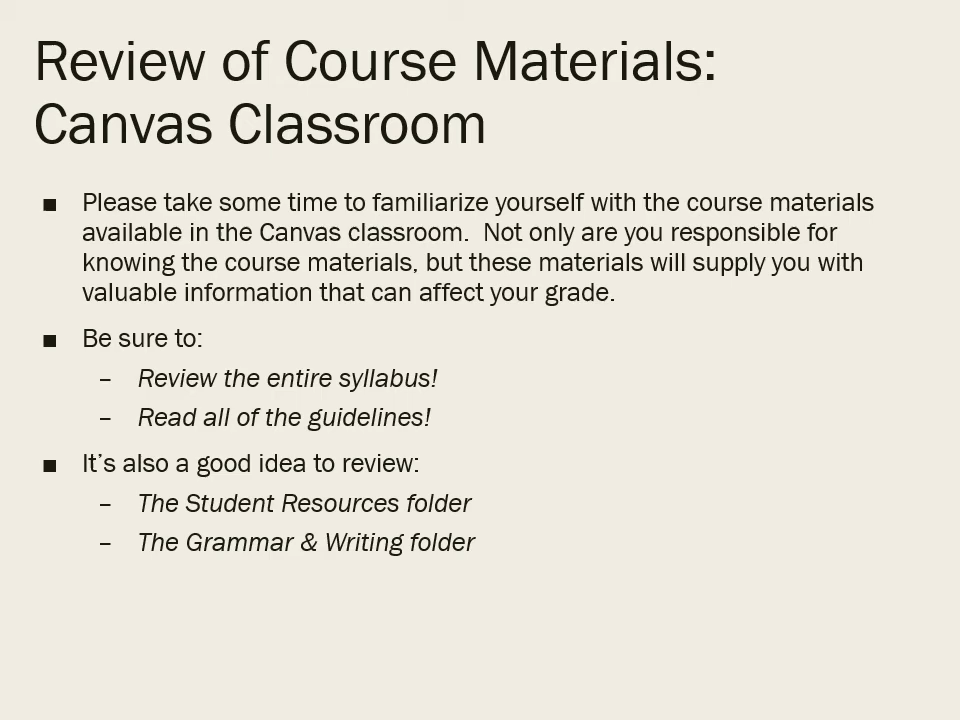 Review of Course Materials:
Canvas Classroom
■ Please take some time to familiarize yourself with the course materials
available in the Canvas classroom.  Not only are you responsible for
knowing the course materials, but these materials will supply you with
valuable information that can affect your grade.
■ Be sure to:
– Review the entire syllabus!
– Read all of the guidelines!
■ It’s also a good idea to review:
– The Student Resources folder
– The Grammar & Writing folder